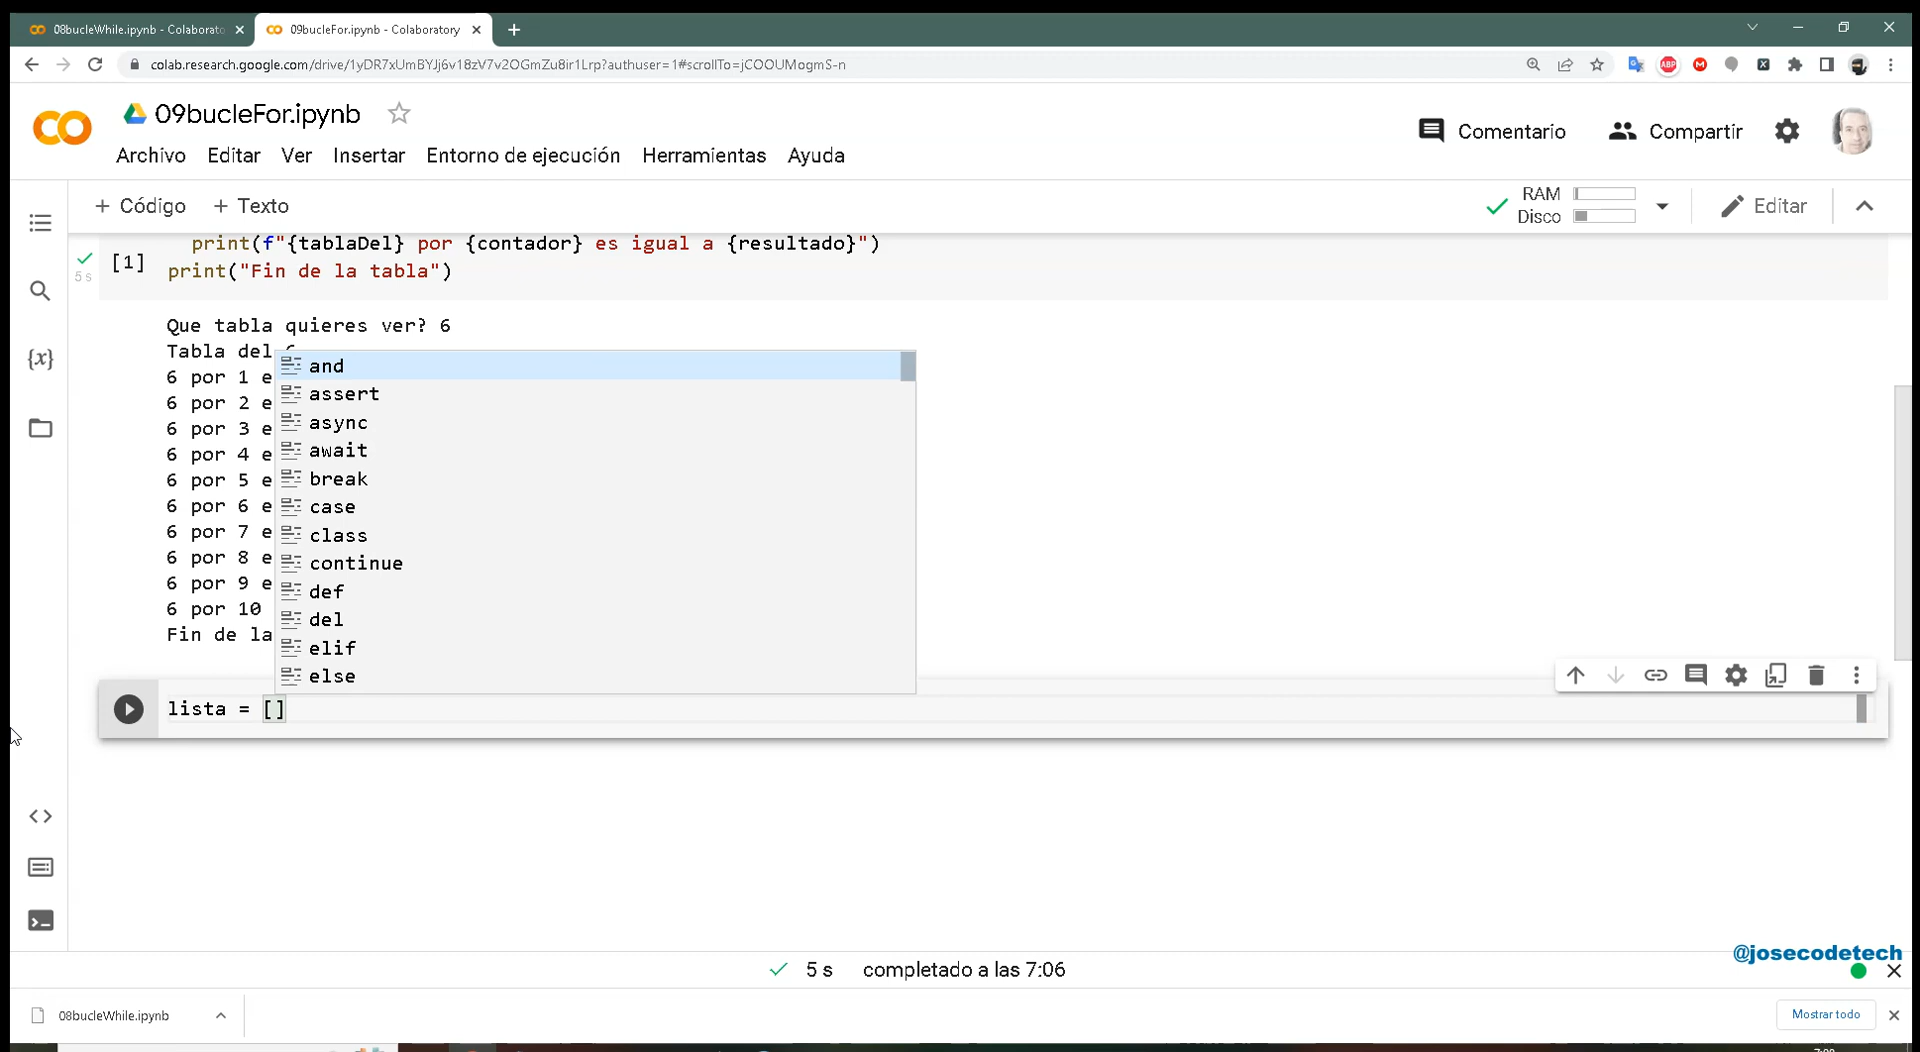 08bucleWhile.ipynb - Colaborato
09bucleFor.ipynb - Colaboratory
colab.research.google.com/drive/1yDR7xUmBYJj6v18zV7v2OGmZu8ir1Lrp?authuser=1#scrollTo=jCOOUMogmS-n
09bucleFor.ipynb
Comentario
Compartir
Archivo Editar Ver Insertar Entorno de ejecución Herramientas Ayuda
+ Código + Texto
RAM
Disco
Editar
print(f"{tablaDel} por {contador} es igual a {resultado}")
[1]
5 s
print("Fin de la tabla")
Que tabla quieres ver? 6
Tabla del 6
6 por 1 e
6 por 2 e
6 por 3 e
6 por 4 e
6 por 5 e
6 por 6 e
6 por 7 e
6 por 8 e
6 por 9 e
6 por 10
Fin de la
and
assert
async
await
break
case
class
continue
def
del
elif
else
lista = []
@josecodetech
5 s completado a las 7:06
08bucleWhile.ipynb
Mostrar todo